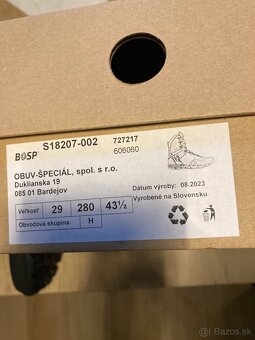 BOSP S18207-002 727217
606060
OBUV-ŠPECIÁL, spol. s r.o.
Duklianska 19
085 01 Bardejov
Dátum výroby: 08.2023
Vyrobené na Slovensku
Veľkosť 29 280 43½
Obvodová skupina: H
Bazos.sk